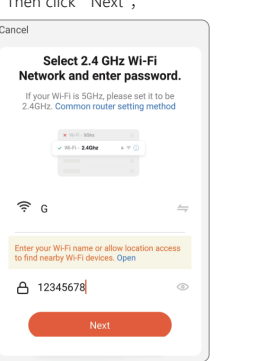 Then click " Next ",
Cancel
Select 2.4 GHz Wi-Fi
Network and enter password.
If your Wi-Fi is 5GHz, please set it to be
2.4GHz. Common router setting method
Wi-Fi - 5Ghz
Wi-Fi - 2.4Ghz
G
Enter your Wi-Fi name or allow location access
to find nearby Wi-Fi devices. Open
12345678
Next